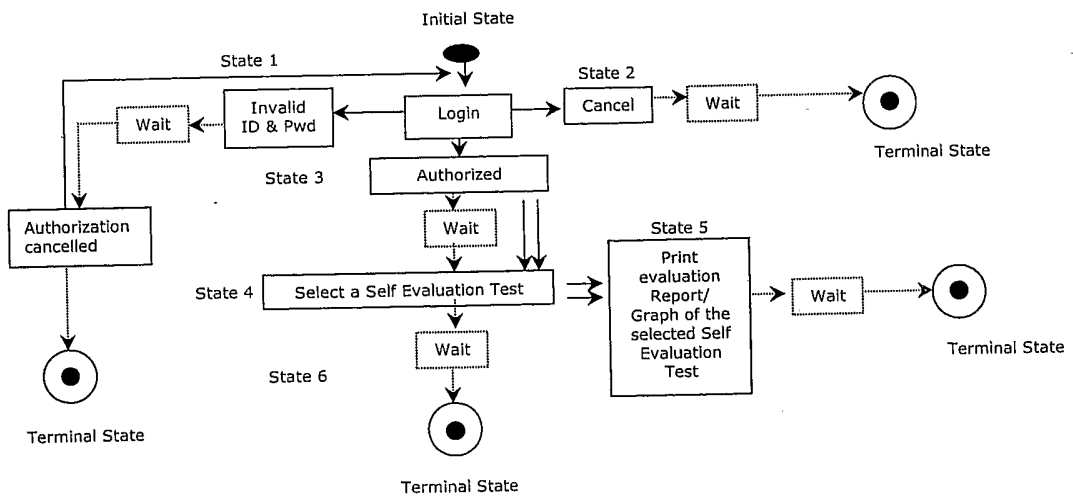 Initial State
State 1
State 2
Invalid
ID & Pwd
Wait
Login
Cancel
Wait
Terminal State
State 3
Authorized
Authorization
cancelled
Wait
State 5
State 4
Select a Self Evaluation Test
Print
evaluation
Report/
Graph of the
selected Self
Evaluation
Test
Wait
Wait
State 6
Terminal State
Terminal State
Terminal State